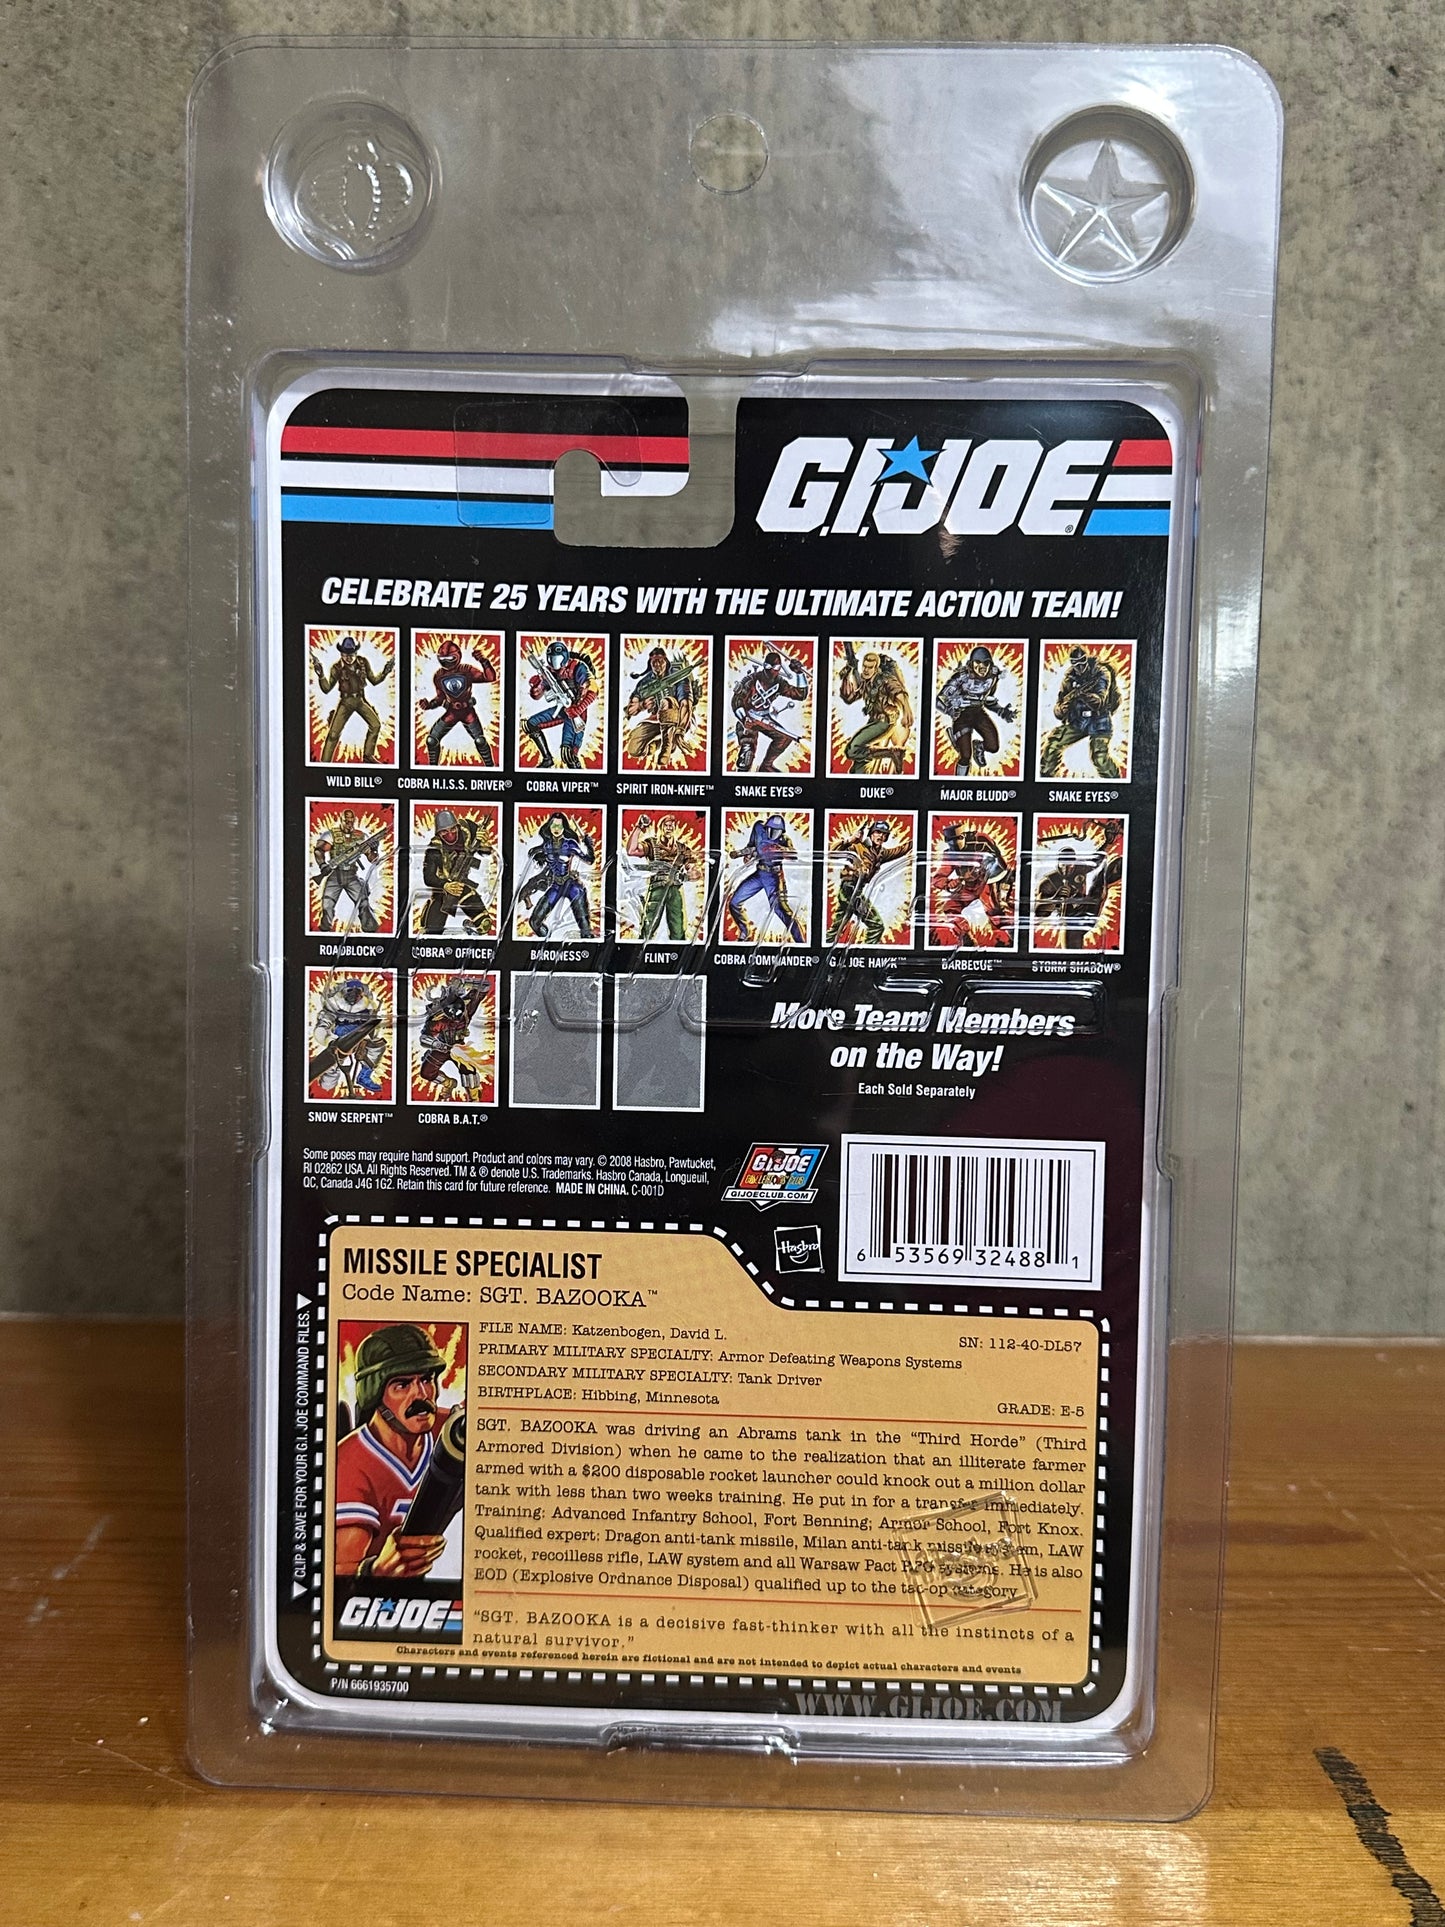 G.I.JOE®
CELEBRATE 25 YEARS WITH THE ULTIMATE ACTION TEAM!
WILD BILL® COBRA H.I.S.S. DRIVER® COBRA VIPER™ SPIRIT IRON-KNIFE™ SNAKE EYES® DUKE® MAJOR BLUDD® SNAKE EYES®
ROADBLOCK® COBRA® OFFICER BARONESS® FLINT® COBRA COMMANDER® G.I. JOE HAWK™ BARBECUE™ STORM SHADOW®
SNOW SERPENT™ COBRA B.A.T.®
More Team Members
on the Way!
Each Sold Separately
Some poses may require hand support. Product and colors may vary. © 2008 Hasbro, Pawtucket,
RI 02862 USA. All Rights Reserved. TM & ® denote U.S. Trademarks. Hasbro Canada, Longueuil,
QC, Canada J4G 1G2. Retain this card for future reference. MADE IN CHINA. C-001D
G.I.JOE
COLLECTORS' CLUB
GIJOECLUB.COM
Hasbro
6 53569 32488 1
▼ CLIP & SAVE FOR YOUR G.I. JOE COMMAND FILES. ▼
MISSILE SPECIALIST
Code Name: SGT. BAZOOKA™
FILE NAME: Katzenbogen, David L.
SN: 112-40-DL57
PRIMARY MILITARY SPECIALTY: Armor Defeating Weapons Systems
SECONDARY MILITARY SPECIALTY: Tank Driver
BIRTHPLACE: Hibbing, Minnesota
GRADE: E-5
SGT. BAZOOKA was driving an Abrams tank in the "Third Horde" (Third
Armored Division) when he came to the realization that an illiterate farmer
armed with a $200 disposable rocket launcher could knock out a million dollar
tank with less than two weeks training. He put in for a transfer immediately.
Training: Advanced Infantry School, Fort Benning; Armor School, Fort Knox.
Qualified expert: Dragon anti-tank missile, Milan anti-tank missile system, LAW
rocket, recoilless rifle, LAW system and all Warsaw Pact RPG systems. He is also
EOD (Explosive Ordnance Disposal) qualified up to the tac-op category
"SGT. BAZOOKA is a decisive fast-thinker with all the instincts of a
natural survivor."
G.I.JOE
Characters and events referenced herein are fictional and are not intended to depict actual characters and events
P/N 6661935700
WWW.GIJOE.COM